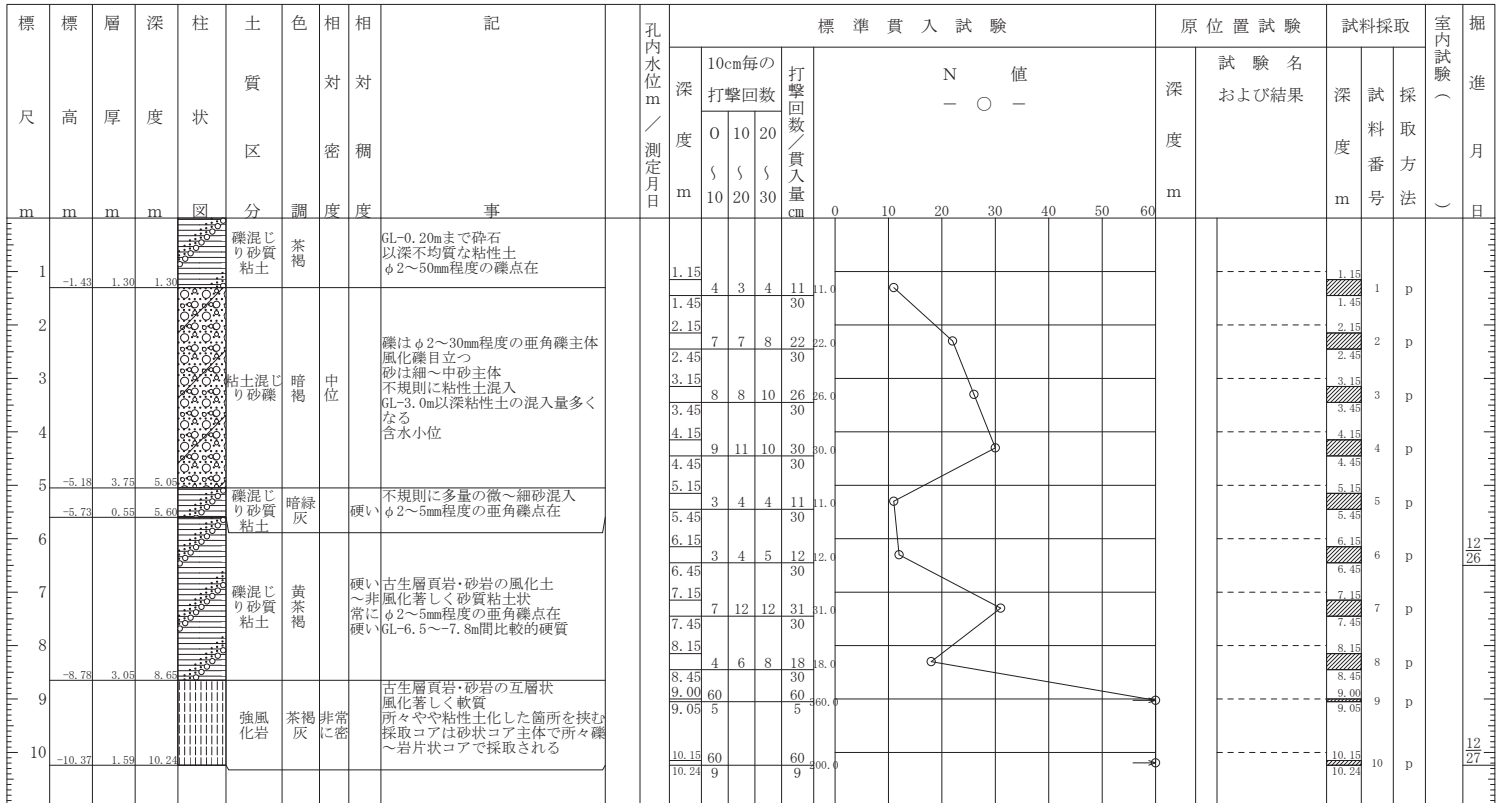 標尺 m
標高 m
層厚 m
深度 m
柱状図
土質区分
色調
相対密度
相対稠度
記事
孔内水位m／測定月日
標準貫入試験
深度 m
10cm毎の
打撃回数
0 〜 10
10 〜 20
20 〜 30
打撃回数／貫入量 cm
N 値
－ ○ －
0 10 20 30 40 50 60
原位置試験
深度 m
試験名
および結果
試料採取
深度 m
試料番号
採取方法
室内試験（ ）
掘進月日
1
2
3
4
5
6
7
8
9
10
-1.43 1.30 1.30
礫混じ
り砂質
粘土
茶褐
GL-0.20mまで砕石
以深不均質な粘性土
φ2〜50mm程度の礫点在
-5.18 3.75 5.05
粘土混じ
り砂礫
暗褐
中位
礫はφ2〜30mm程度の亜角礫主体
風化礫目立つ
砂は細〜中砂主体
不規則に粘性土混入
GL-3.0m以深粘性土の混入量多く
なる
含水小位
-5.73 0.55 5.60
礫混じ
り砂質
粘土
暗緑
灰
硬い
不規則に多量の微〜細砂混入
φ2〜5mm程度の亜角礫点在
-8.78 3.05 8.65
礫混じ
り砂質
粘土
黄茶褐
硬い
〜非
常に
硬い
古生層頁岩・砂岩の風化土
風化著しく砂質粘土状
φ2〜5mm程度の亜角礫点在
GL-6.5〜-7.8m間比較的硬質
-10.37 1.59 10.24
強風
化岩
茶褐
灰
非常
に密
古生層頁岩・砂岩の互層状
風化著しく軟質
所々やや粘性土化した箇所を挟む
採取コアは砂状コア主体で所々礫
〜岩片状コアで採取される
1.15
4 3 4 11 11.0
1.45 30
2.15
7 7 8 22 22.0
2.45 30
3.15
8 8 10 26 26.0
3.45 30
4.15
9 11 10 30 30.0
4.45 30
5.15
3 4 4 11 11.0
5.45 30
6.15
3 4 5 12 12.0
6.45 30
7.15
7 12 12 31 31.0
7.45 30
8.15
4 6 8 18 18.0
8.45 30
9.00 60 60 360.0
9.05 5 5
10.15 60 60 200.0
10.24 9 9
1.15
1 p
1.45
2.15
2 p
2.45
3.15
3 p
3.45
4.15
4 p
4.45
5.15
5 p
5.45
6.15
6 p
6.45
7.15
7 p
7.45
8.15
8 p
8.45
9.00
9 p
9.05
10.15
10 p
10.24
12
26
12
27